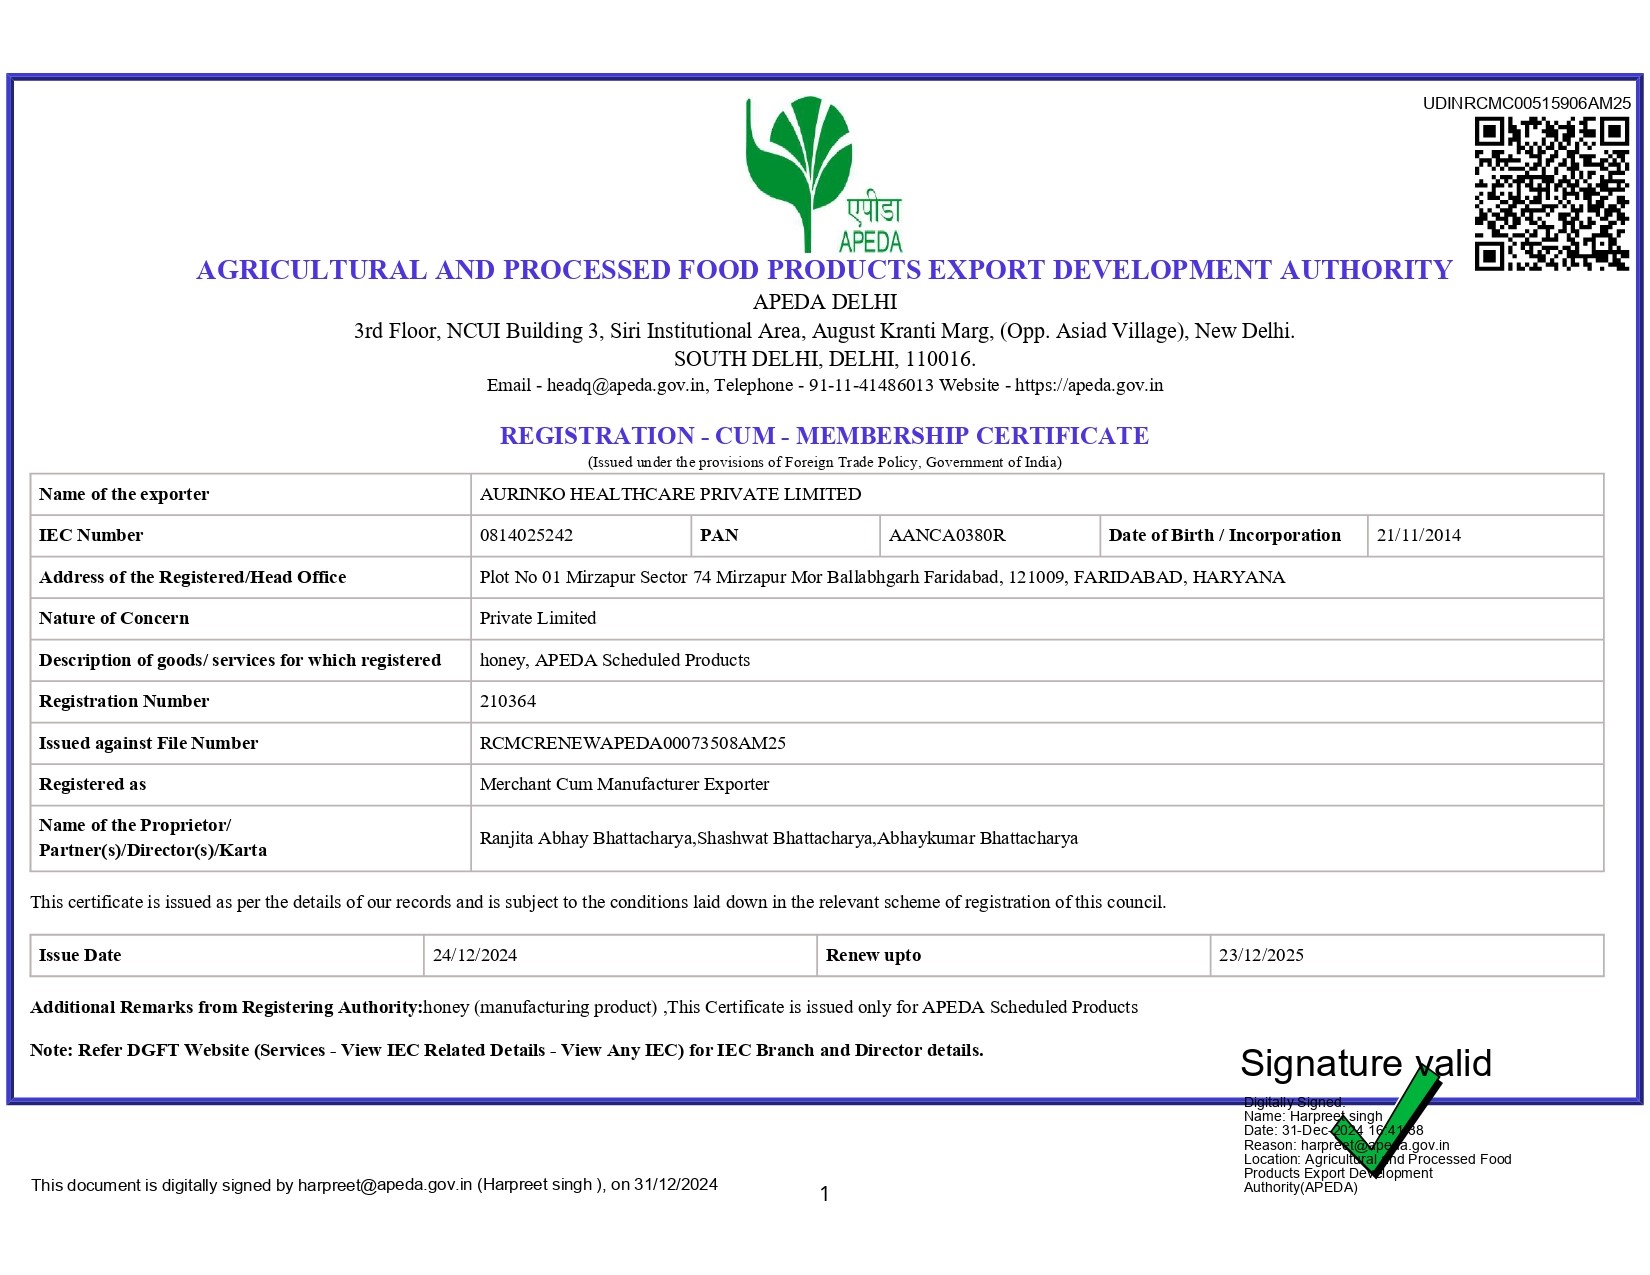 UDINRCMC00515906AM25
एपीडा
APEDA
AGRICULTURAL AND PROCESSED FOOD PRODUCTS EXPORT DEVELOPMENT AUTHORITY
APEDA DELHI
3rd Floor, NCUI Building 3, Siri Institutional Area, August Kranti Marg, (Opp. Asiad Village), New Delhi.
SOUTH DELHI, DELHI, 110016.
Email - headq@apeda.gov.in, Telephone - 91-11-41486013 Website - https://apeda.gov.in
REGISTRATION - CUM - MEMBERSHIP CERTIFICATE
(Issued under the provisions of Foreign Trade Policy, Government of India)
Name of the exporter AURINKO HEALTHCARE PRIVATE LIMITED
IEC Number 0814025242 PAN AANCA0380R Date of Birth / Incorporation 21/11/2014
Address of the Registered/Head Office Plot No 01 Mirzapur Sector 74 Mirzapur Mor Ballabhgarh Faridabad, 121009, FARIDABAD, HARYANA
Nature of Concern Private Limited
Description of goods/ services for which registered honey, APEDA Scheduled Products
Registration Number 210364
Issued against File Number RCMCRENEWAPEDA00073508AM25
Registered as Merchant Cum Manufacturer Exporter
Name of the Proprietor/
Partner(s)/Director(s)/Karta Ranjita Abhay Bhattacharya,Shashwat Bhattacharya,Abhaykumar Bhattacharya
This certificate is issued as per the details of our records and is subject to the conditions laid down in the relevant scheme of registration of this council.
Issue Date 24/12/2024 Renew upto 23/12/2025
Additional Remarks from Registering Authority:honey (manufacturing product) ,This Certificate is issued only for APEDA Scheduled Products
Note: Refer DGFT Website (Services - View IEC Related Details - View Any IEC) for IEC Branch and Director details.
Signature valid
Digitally Signed.
Name: Harpreet singh
Date: 31-Dec-2024 16:41:38
Reason: harpreet@apeda.gov.in
Location: Agricultural and Processed Food
Products Export Development
Authority(APEDA)
This document is digitally signed by harpreet@apeda.gov.in (Harpreet singh ), on 31/12/2024
1